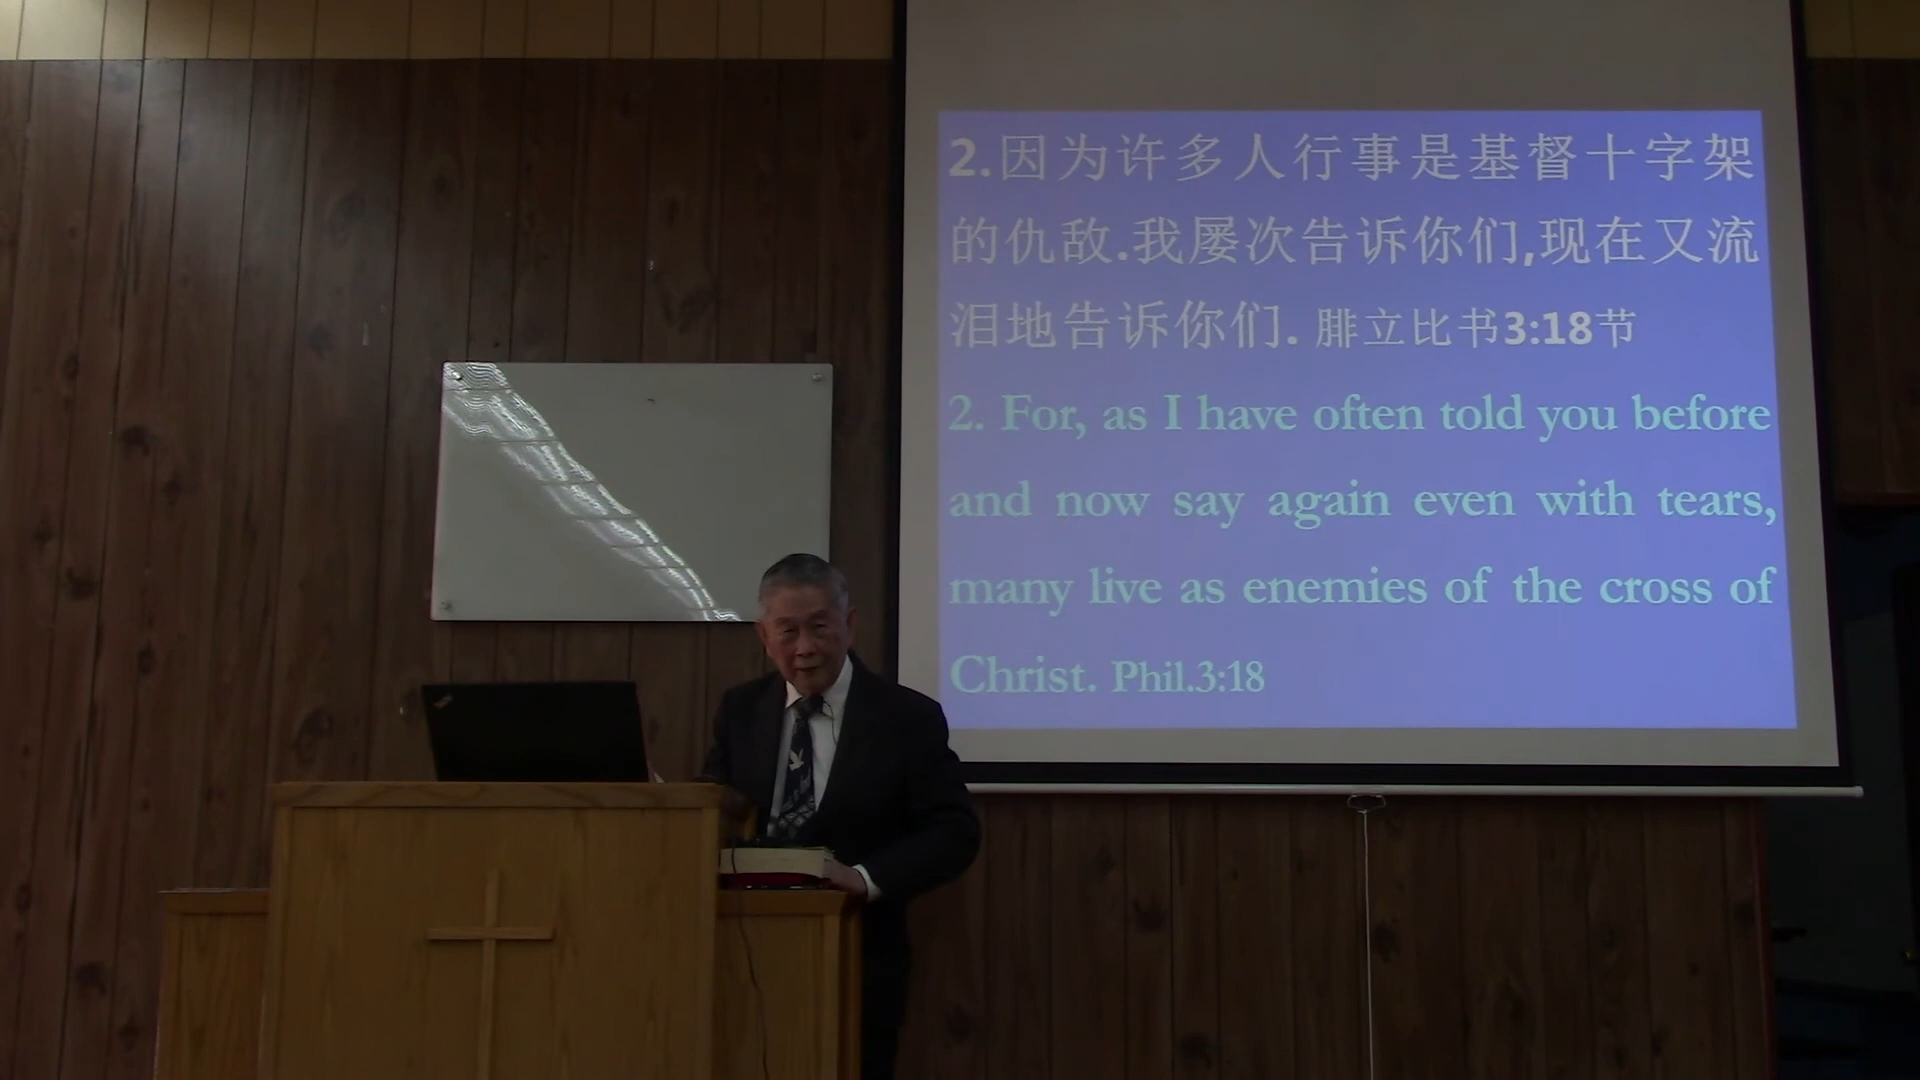 2.因为许多人行事是基督十字架
的仇敌.我屡次告诉你们,现在又流
泪地告诉你们. 腓立比书3:18节
2. For, as I have often told you before
and now say again even with tears,
many live as enemies of the cross of
Christ. Phil.3:18